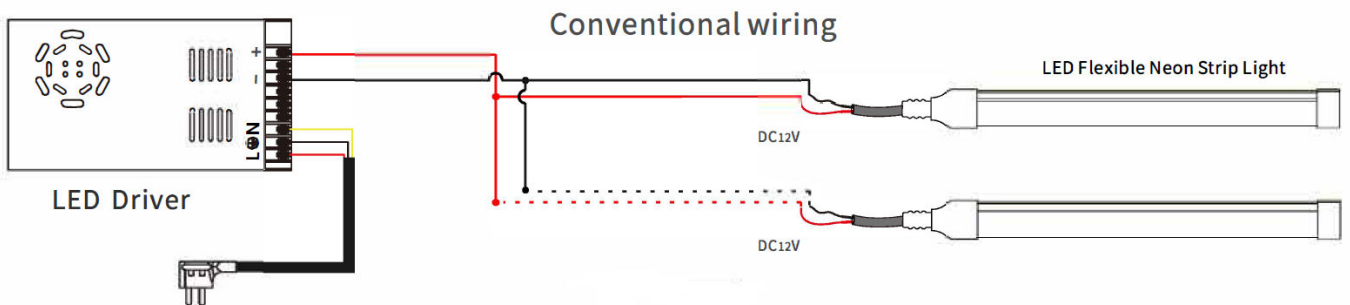 Conventional wiring
+
−
LED Flexible Neon Strip Light
DC12V
L N
LED Driver
DC12V